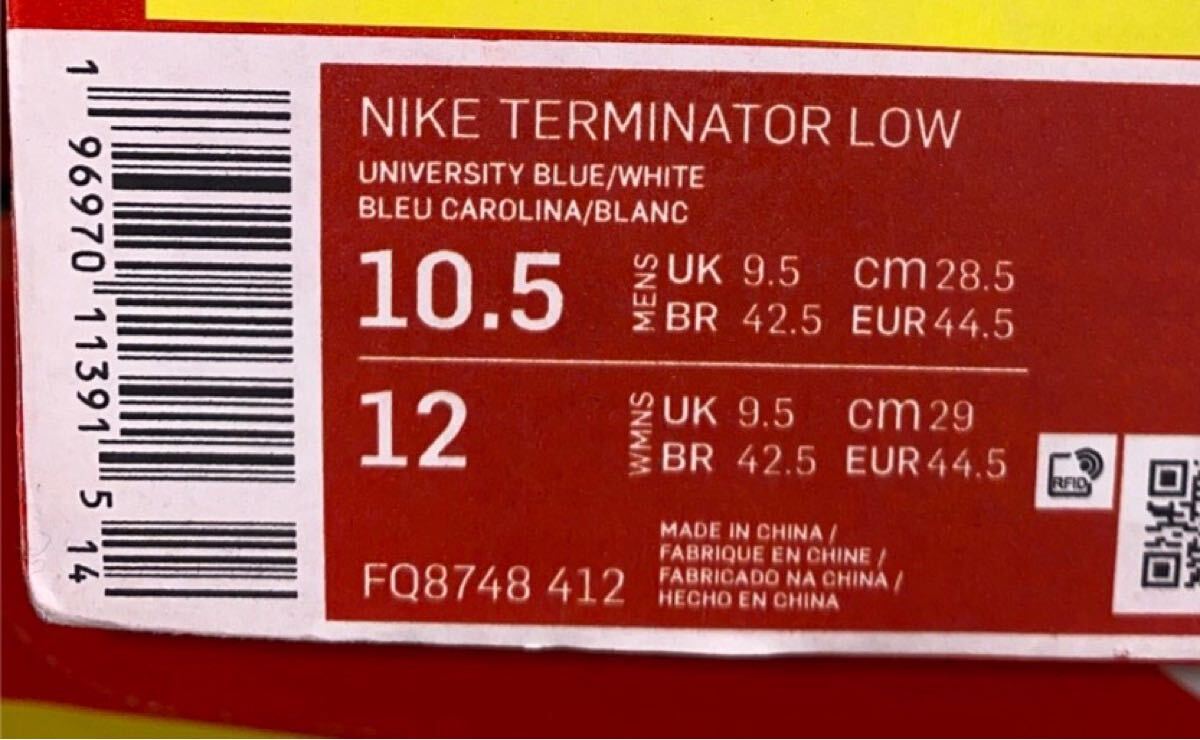 1 96970 11391 5 14
NIKE TERMINATOR LOW
UNIVERSITY BLUE/WHITE
BLEU CAROLINA/BLANC
10.5 MENS UK 9.5 cm 28.5
BR 42.5 EUR 44.5
12 WMNS UK 9.5 cm 29
BR 42.5 EUR 44.5
RFID
FQ8748 412
MADE IN CHINA /
FABRIQUE EN CHINE /
FABRICADO NA CHINA /
HECHO EN CHINA